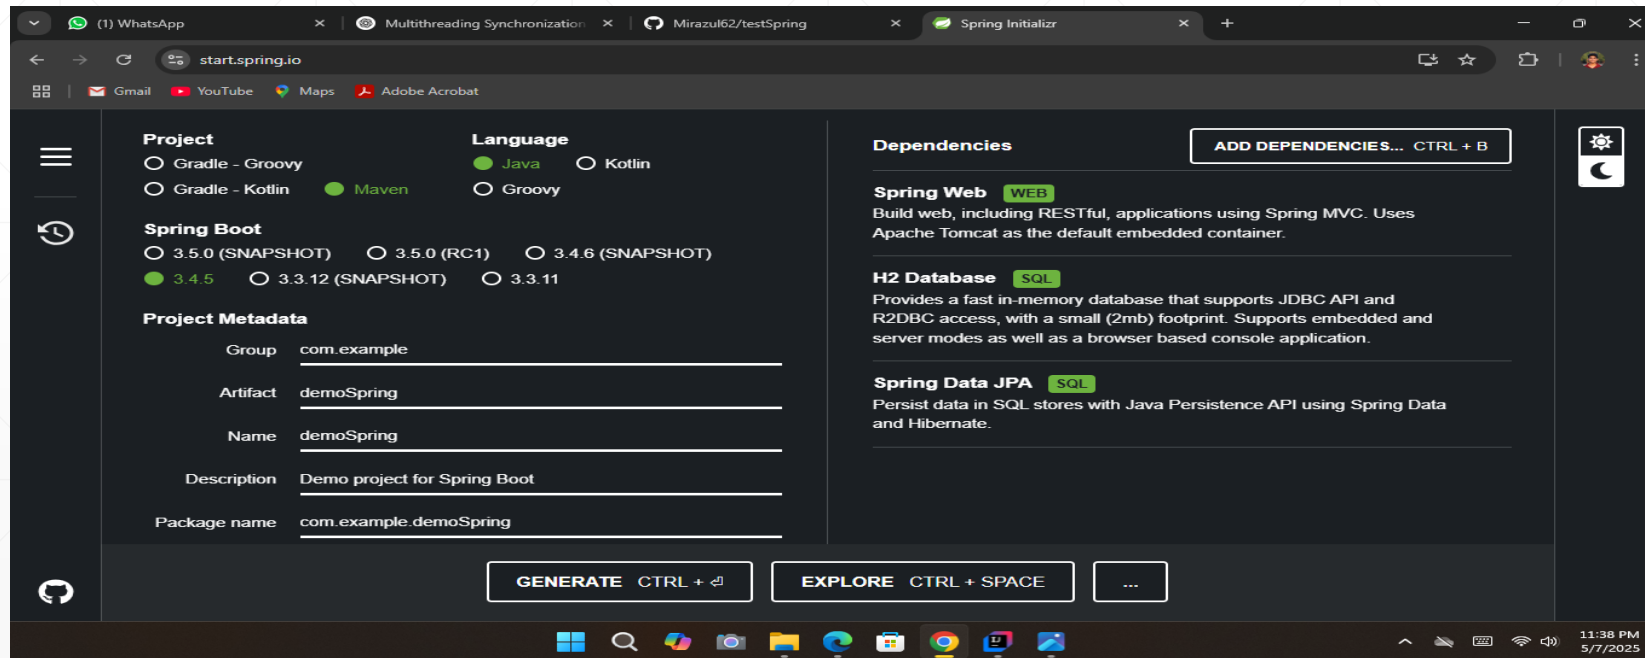 (1) WhatsApp
Multithreading Synchronization
Mirazul62/testSpring
Spring Initializr
start.spring.io
Gmail
YouTube
Maps
Adobe Acrobat
Project
Language
Gradle - Groovy
Java
Kotlin
Gradle - Kotlin
Maven
Groovy
Spring Boot
3.5.0 (SNAPSHOT)
3.5.0 (RC1)
3.4.6 (SNAPSHOT)
3.4.5
3.3.12 (SNAPSHOT)
3.3.11
Project Metadata
Group com.example
Artifact demoSpring
Name demoSpring
Description Demo project for Spring Boot
Package name com.example.demoSpring
Dependencies
ADD DEPENDENCIES... CTRL + B
Spring Web WEB
Build web, including RESTful, applications using Spring MVC. Uses
Apache Tomcat as the default embedded container.
H2 Database SQL
Provides a fast in-memory database that supports JDBC API and
R2DBC access, with a small (2mb) footprint. Supports embedded and
server modes as well as a browser based console application.
Spring Data JPA SQL
Persist data in SQL stores with Java Persistence API using Spring Data
and Hibernate.
GENERATE CTRL + ⏎
EXPLORE CTRL + SPACE
...
11:38 PM
5/7/2025